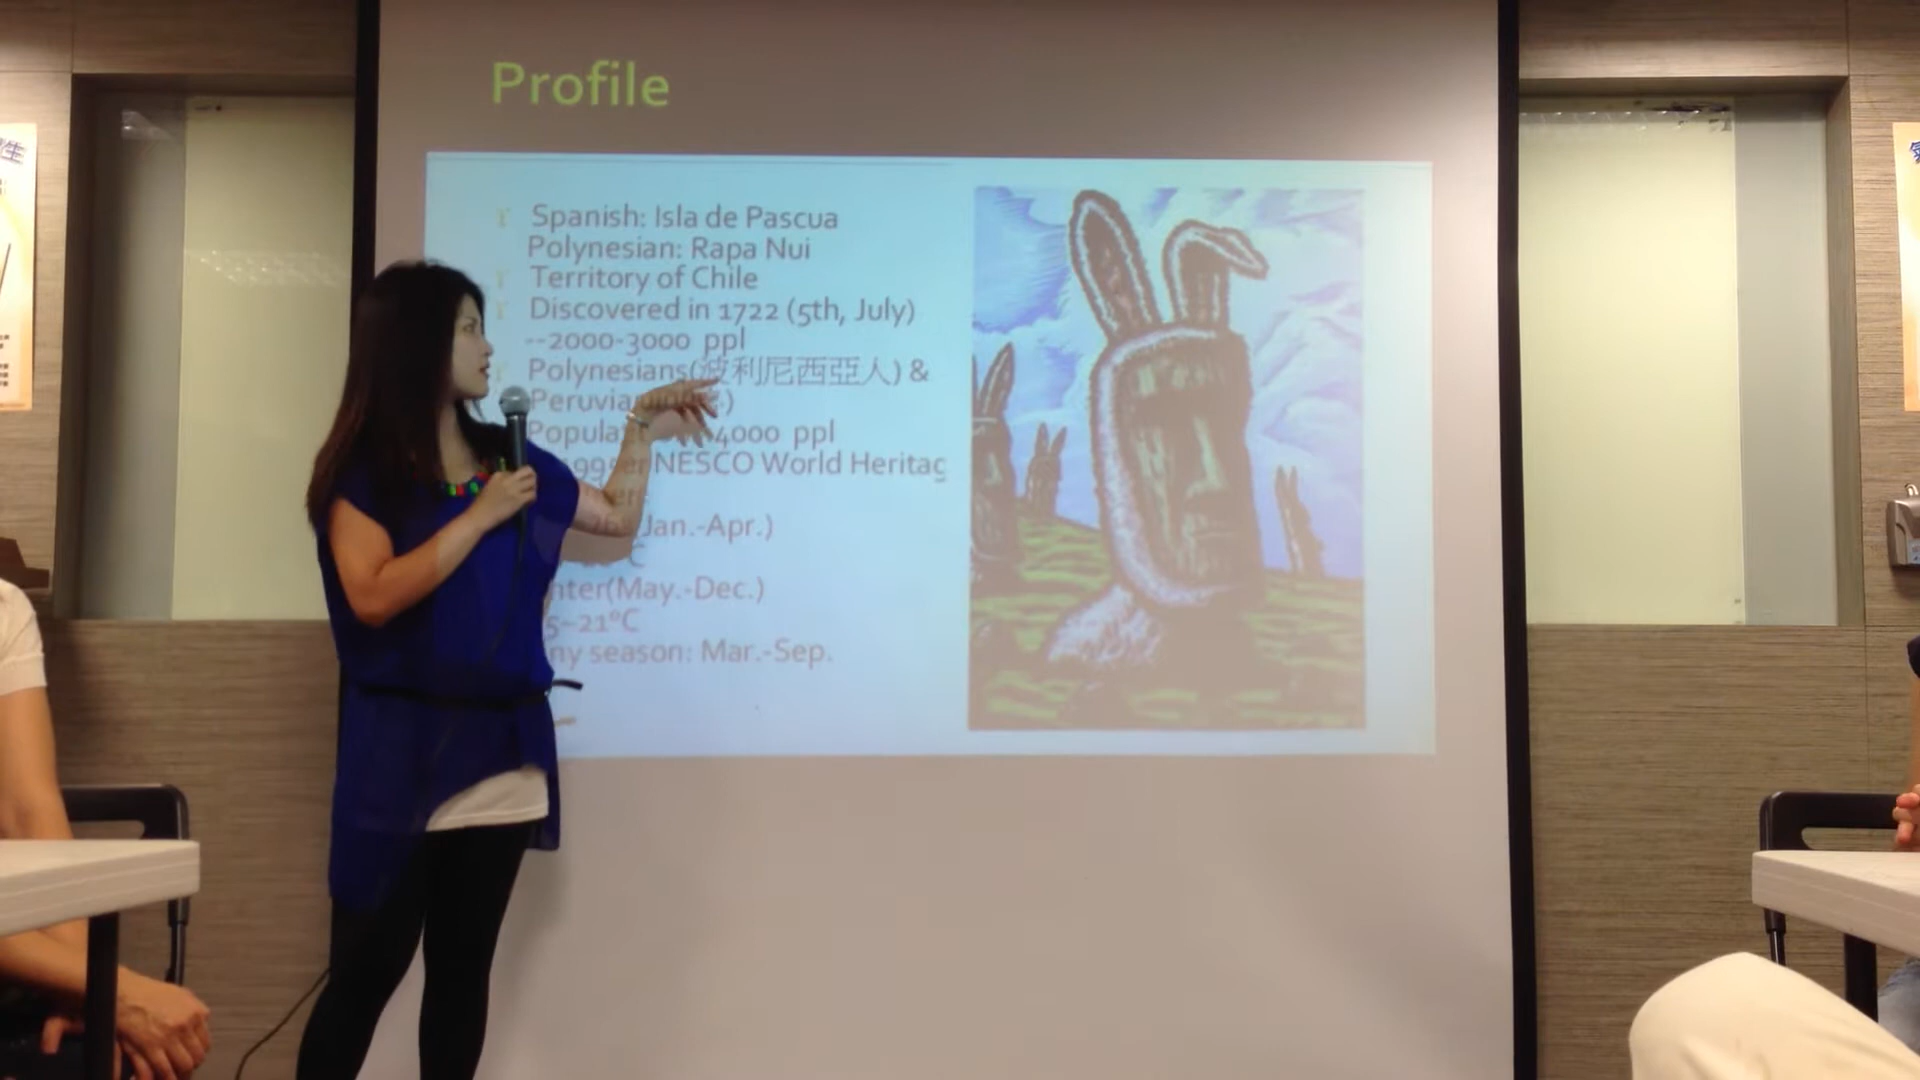 Profile
Spanish: Isla de Pascua
Polynesian: Rapa Nui
Territory of Chile
Discovered in 1722 (5th, July)
--2000-3000 ppl
Polynesians(波利尼西亞人) &
4000 ppl
NESCO World Heritag
Jan.-Apr.)
nter(May.-Dec.)
5~21°C
ny season: Mar.-Sep.
生